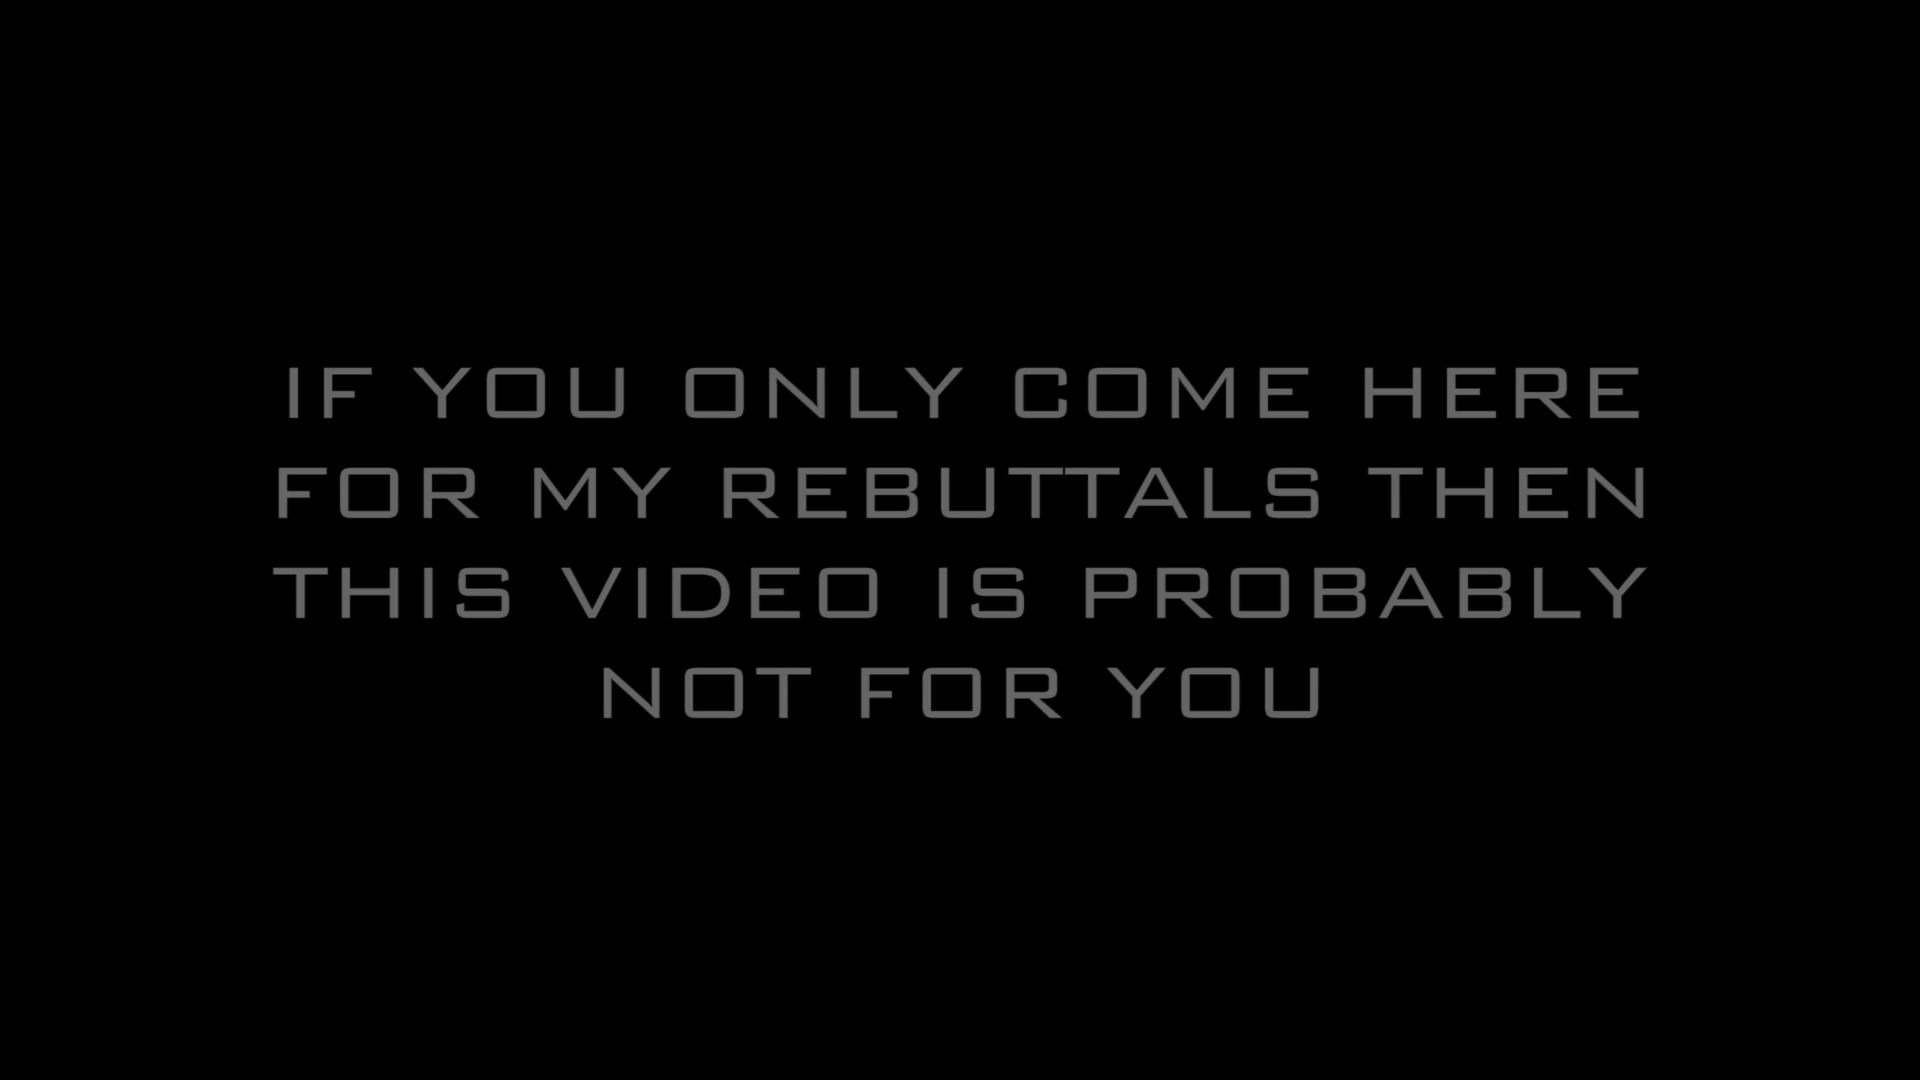 IF YOU ONLY COME HERE
FOR MY REBUTTALS THEN
THIS VIDEO IS PROBABLY
NOT FOR YOU